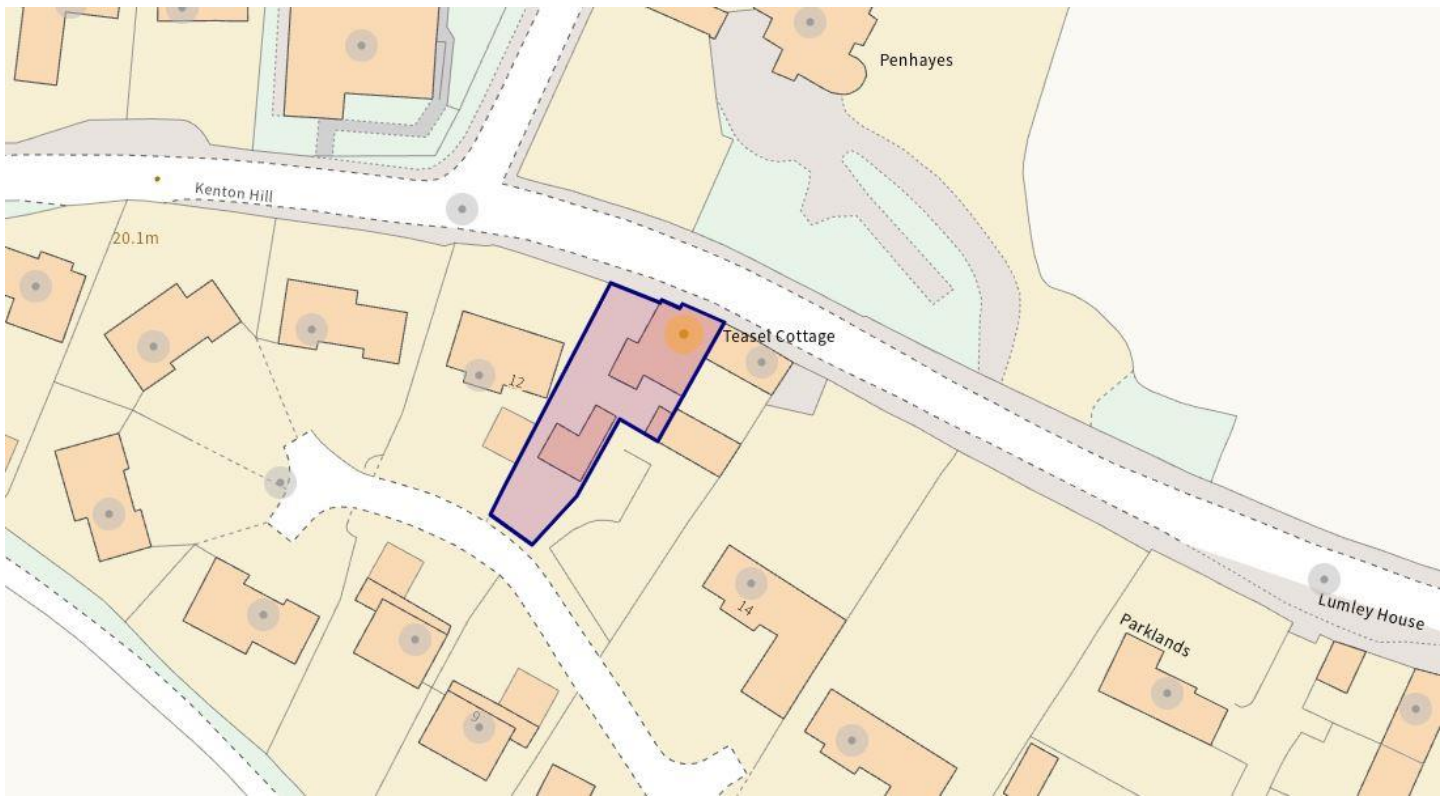 Penhayes
Kenton Hill
20.1m
Teasel Cottage
12
14
Lumley House
Parklands
9